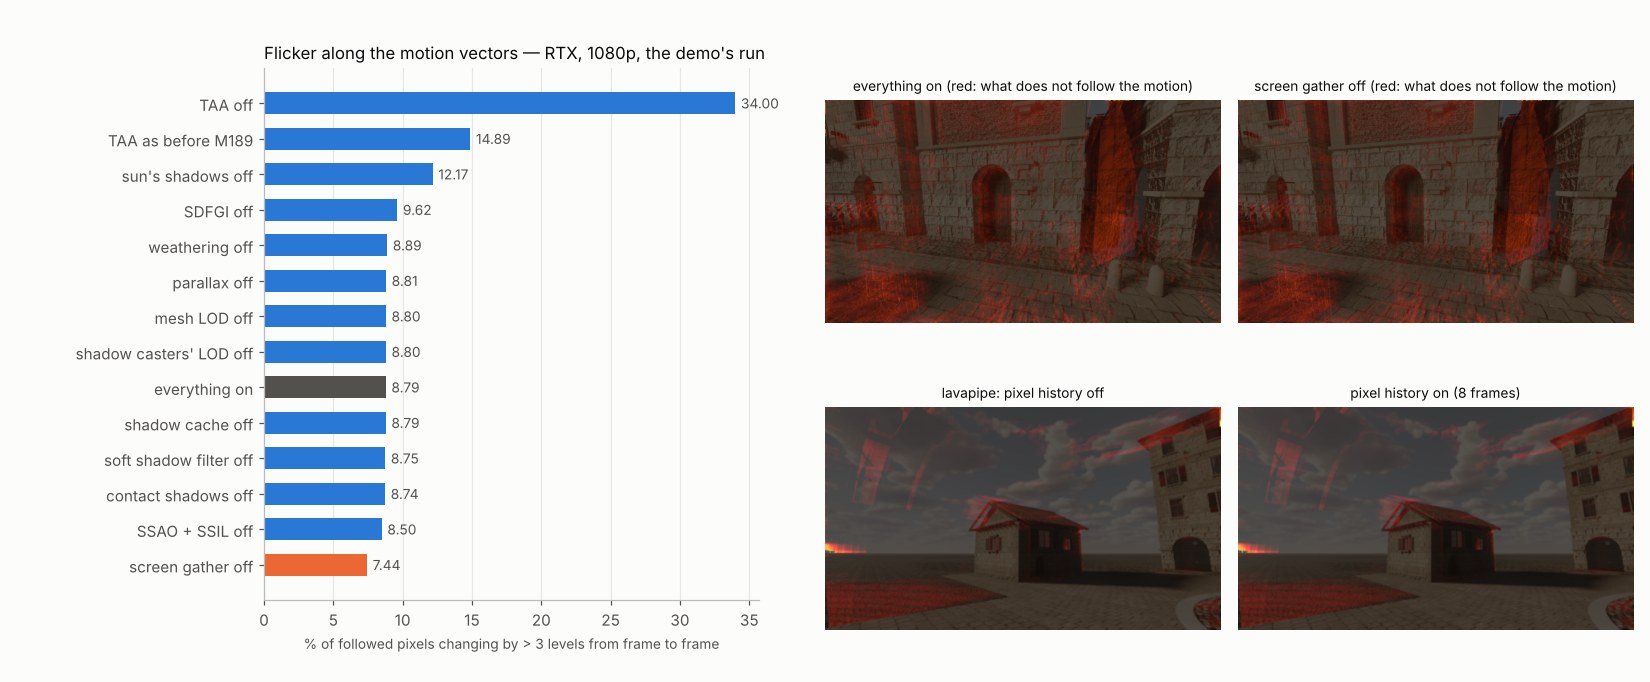 Flicker along the motion vectors — RTX, 1080p, the demo's run
TAA off 34.00
TAA as before M189 14.89
sun's shadows off 12.17
SDFGI off 9.62
weathering off 8.89
parallax off 8.81
mesh LOD off 8.80
shadow casters' LOD off 8.80
everything on 8.79
shadow cache off 8.79
soft shadow filter off 8.75
contact shadows off 8.74
SSAO + SSIL off 8.50
screen gather off 7.44
0 5 10 15 20 25 30 35
% of followed pixels changing by > 3 levels from frame to frame
everything on (red: what does not follow the motion)
screen gather off (red: what does not follow the motion)
lavapipe: pixel history off
pixel history on (8 frames)